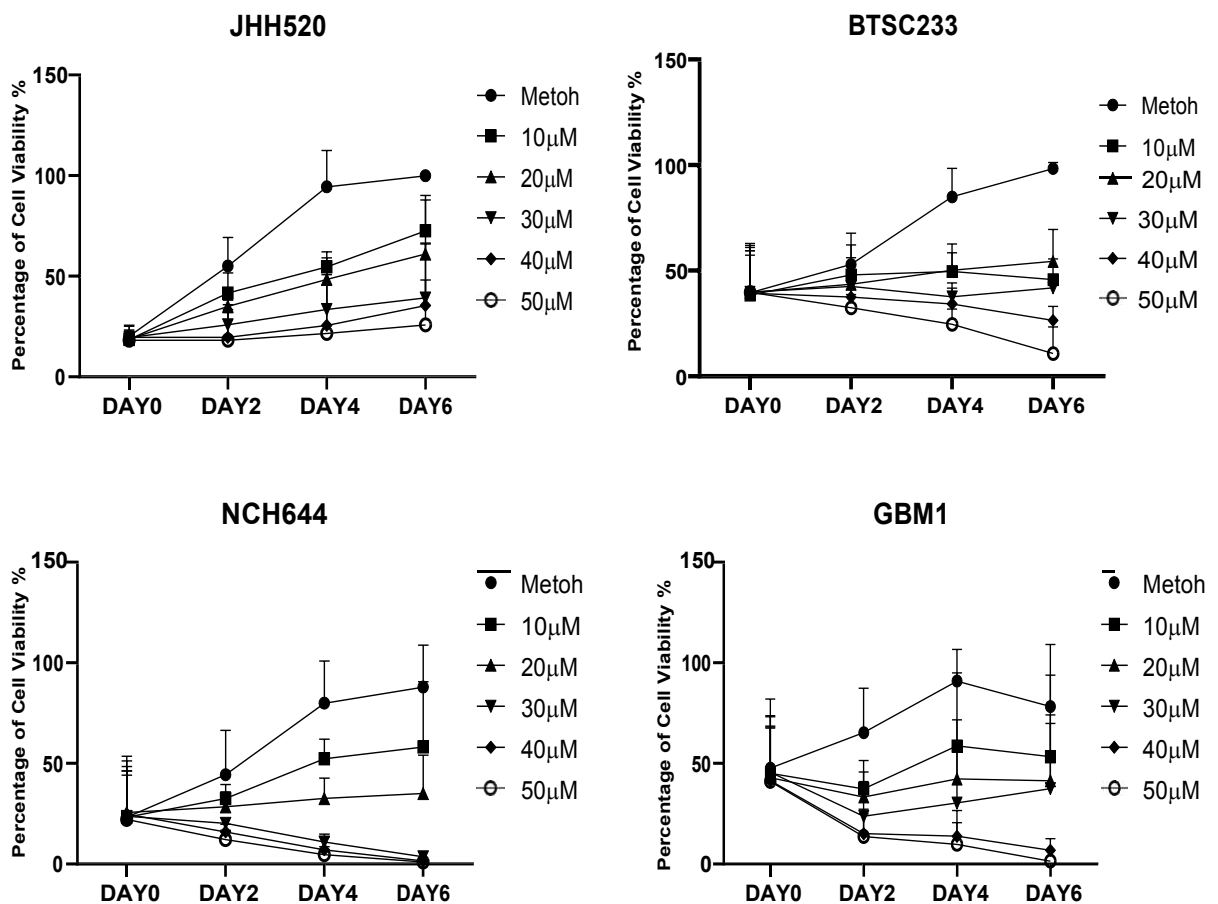 JHH520
Percentage of Cell Viability %
150
100
50
0
DAY0 DAY2 DAY4 DAY6
Metoh
10μM
20μM
30μM
40μM
50μM
BTSC233
Percentage of Cell Viability %
150
100
50
0
DAY0 DAY2 DAY4 DAY6
Metoh
10μM
20μM
30μM
40μM
50μM
NCH644
Percentage of Cell Viability %
150
100
50
0
DAY0 DAY2 DAY4 DAY6
Metoh
10μM
20μM
30μM
40μM
50μM
GBM1
Percentage of Cell Viability %
150
100
50
0
DAY0 DAY2 DAY4 DAY6
Metoh
10μM
20μM
30μM
40μM
50μM